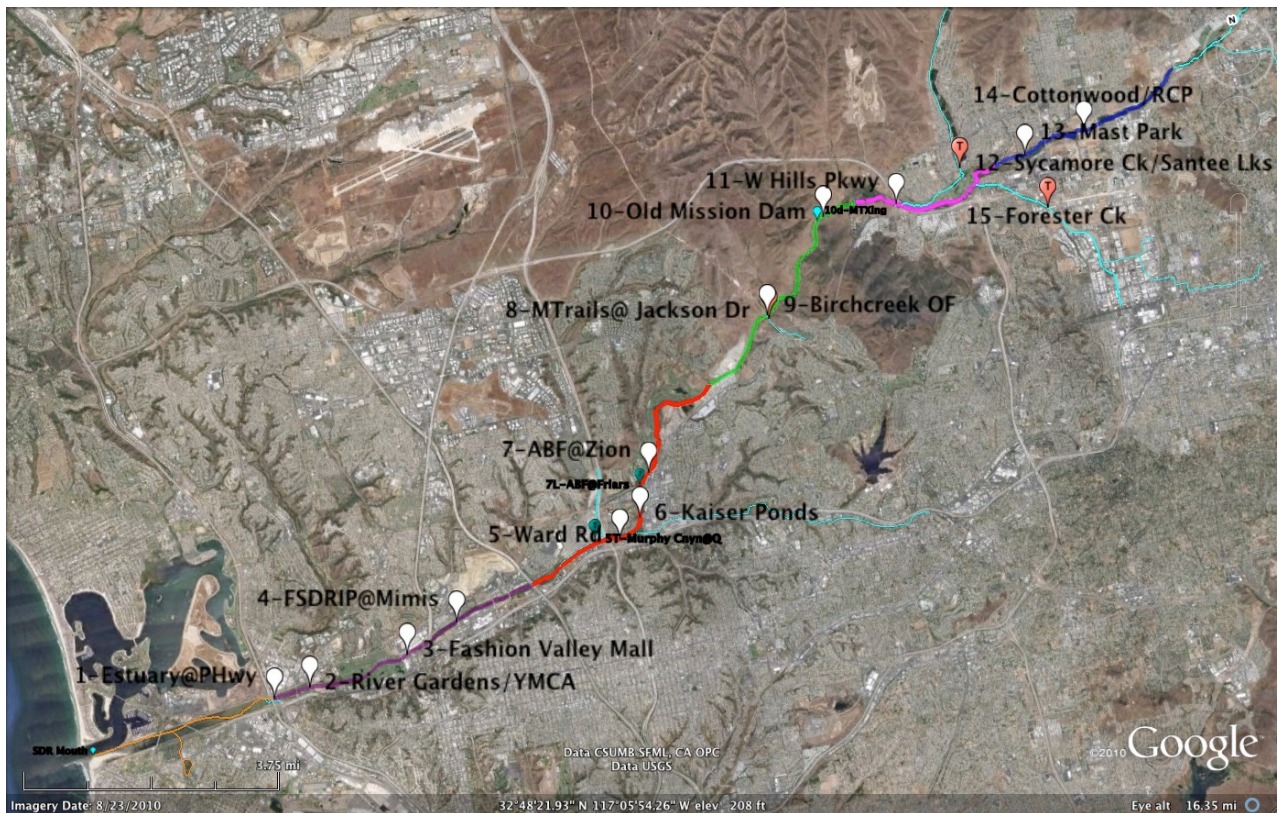 N
14-Cottonwood/RCP
13-Mast Park
T
12-Sycamore Ck/Santee Lks
11-W Hills Pkwy
T
10-Old Mission Dam
10d-MTXing
15-Forester Ck
8-MTrails@ Jackson Dr
9-Birchcreek OF
7-ABF@Zion
7L-ABF@Friars
6-Kaiser Ponds
5-Ward Rd
5T-Murphy Cnyn@Q
4-FSDRIP@Mimis
3-Fashion Valley Mall
1-Estuary@PHwy
2-River Gardens/YMCA
SDR Mouth
3.75 mi
Data CSUMB SFML, CA OPC
Data USGS
©2010 Google
Imagery Date: 8/23/2010
32°48'21.93" N 117°05'54.26" W elev 208 ft
Eye alt 16.35 mi